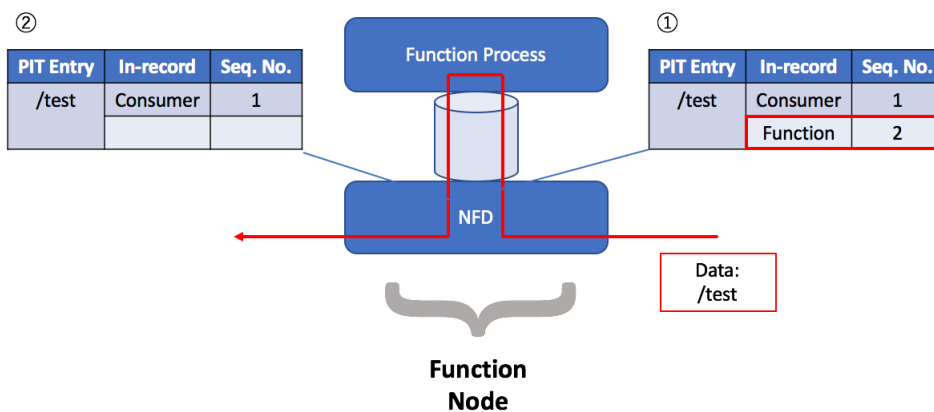 ②
PIT Entry In-record Seq. No.
/test Consumer 1
Function Process
①
PIT Entry In-record Seq. No.
/test Consumer 1
Function 2
NFD
Data:
/test
Function
Node